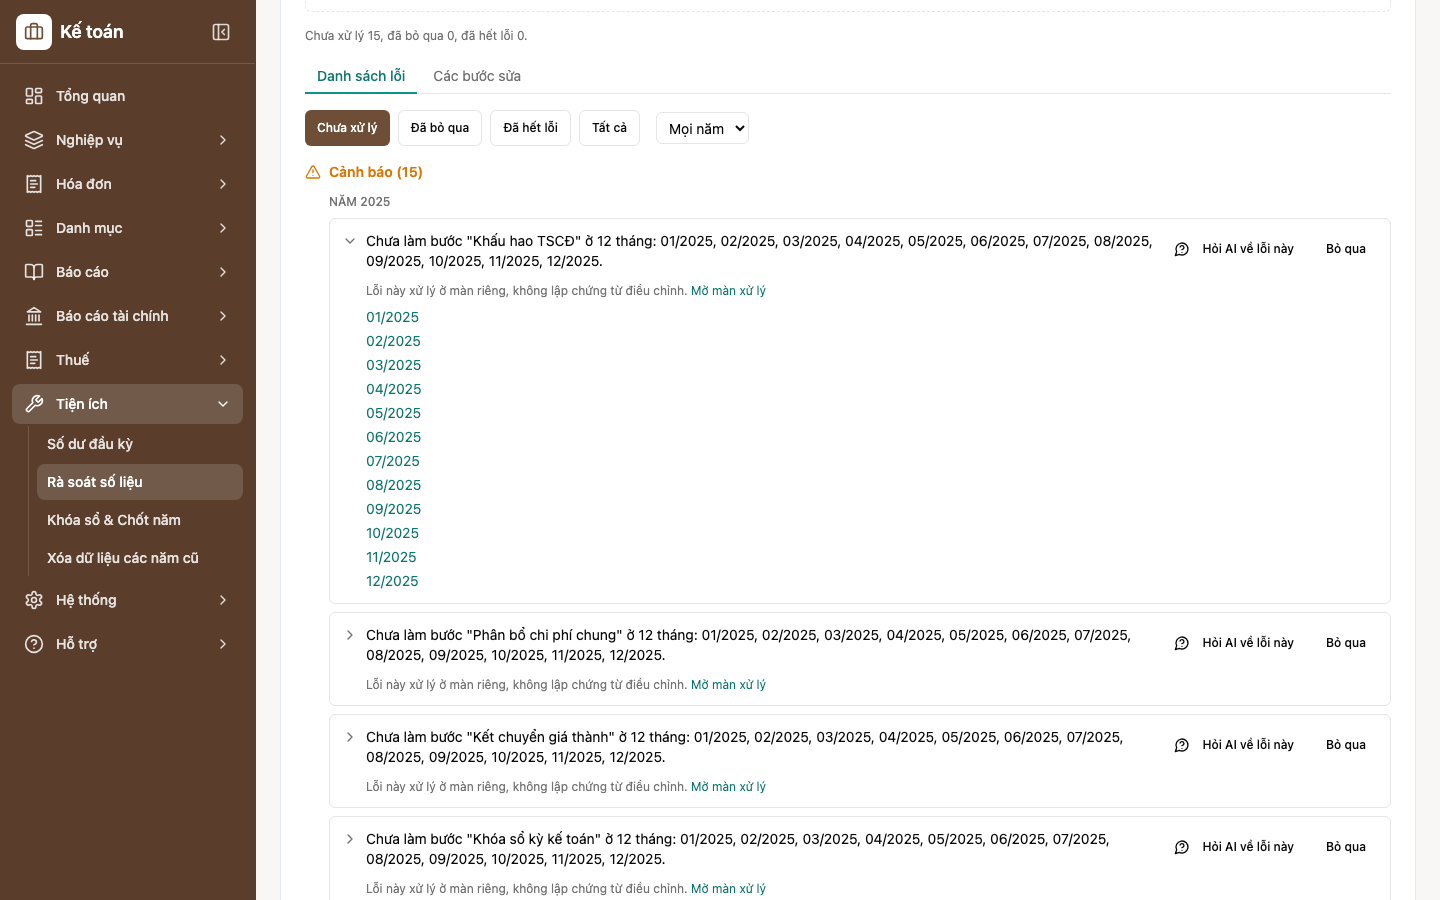 Kế toán
Tổng quan
Nghiệp vụ
Hóa đơn
Danh mục
Báo cáo
Báo cáo tài chính
Thuế
Tiện ích
Số dư đầu kỳ
Rà soát số liệu
Khóa sổ & Chốt năm
Xóa dữ liệu các năm cũ
Hệ thống
Hỗ trợ
Chưa xử lý 15, đã bỏ qua 0, đã hết lỗi 0.
Danh sách lỗi
Các bước sửa
Chưa xử lý
Đã bỏ qua
Đã hết lỗi
Tất cả
Mọi năm
Cảnh báo (15)
NĂM 2025
Chưa làm bước "Khấu hao TSCĐ" ở 12 tháng: 01/2025, 02/2025, 03/2025, 04/2025, 05/2025, 06/2025, 07/2025, 08/2025,
09/2025, 10/2025, 11/2025, 12/2025.
Hỏi AI về lỗi này
Bỏ qua
Lỗi này xử lý ở màn riêng, không lập chứng từ điều chỉnh. Mở màn xử lý
01/2025
02/2025
03/2025
04/2025
05/2025
06/2025
07/2025
08/2025
09/2025
10/2025
11/2025
12/2025
Chưa làm bước "Phân bổ chi phí chung" ở 12 tháng: 01/2025, 02/2025, 03/2025, 04/2025, 05/2025, 06/2025, 07/2025,
08/2025, 09/2025, 10/2025, 11/2025, 12/2025.
Hỏi AI về lỗi này
Bỏ qua
Lỗi này xử lý ở màn riêng, không lập chứng từ điều chỉnh. Mở màn xử lý
Chưa làm bước "Kết chuyển giá thành" ở 12 tháng: 01/2025, 02/2025, 03/2025, 04/2025, 05/2025, 06/2025, 07/2025,
08/2025, 09/2025, 10/2025, 11/2025, 12/2025.
Hỏi AI về lỗi này
Bỏ qua
Lỗi này xử lý ở màn riêng, không lập chứng từ điều chỉnh. Mở màn xử lý
Chưa làm bước "Khóa sổ kỳ kế toán" ở 12 tháng: 01/2025, 02/2025, 03/2025, 04/2025, 05/2025, 06/2025, 07/2025,
08/2025, 09/2025, 10/2025, 11/2025, 12/2025.
Hỏi AI về lỗi này
Bỏ qua
Lỗi này xử lý ở màn riêng, không lập chứng từ điều chỉnh. Mở màn xử lý